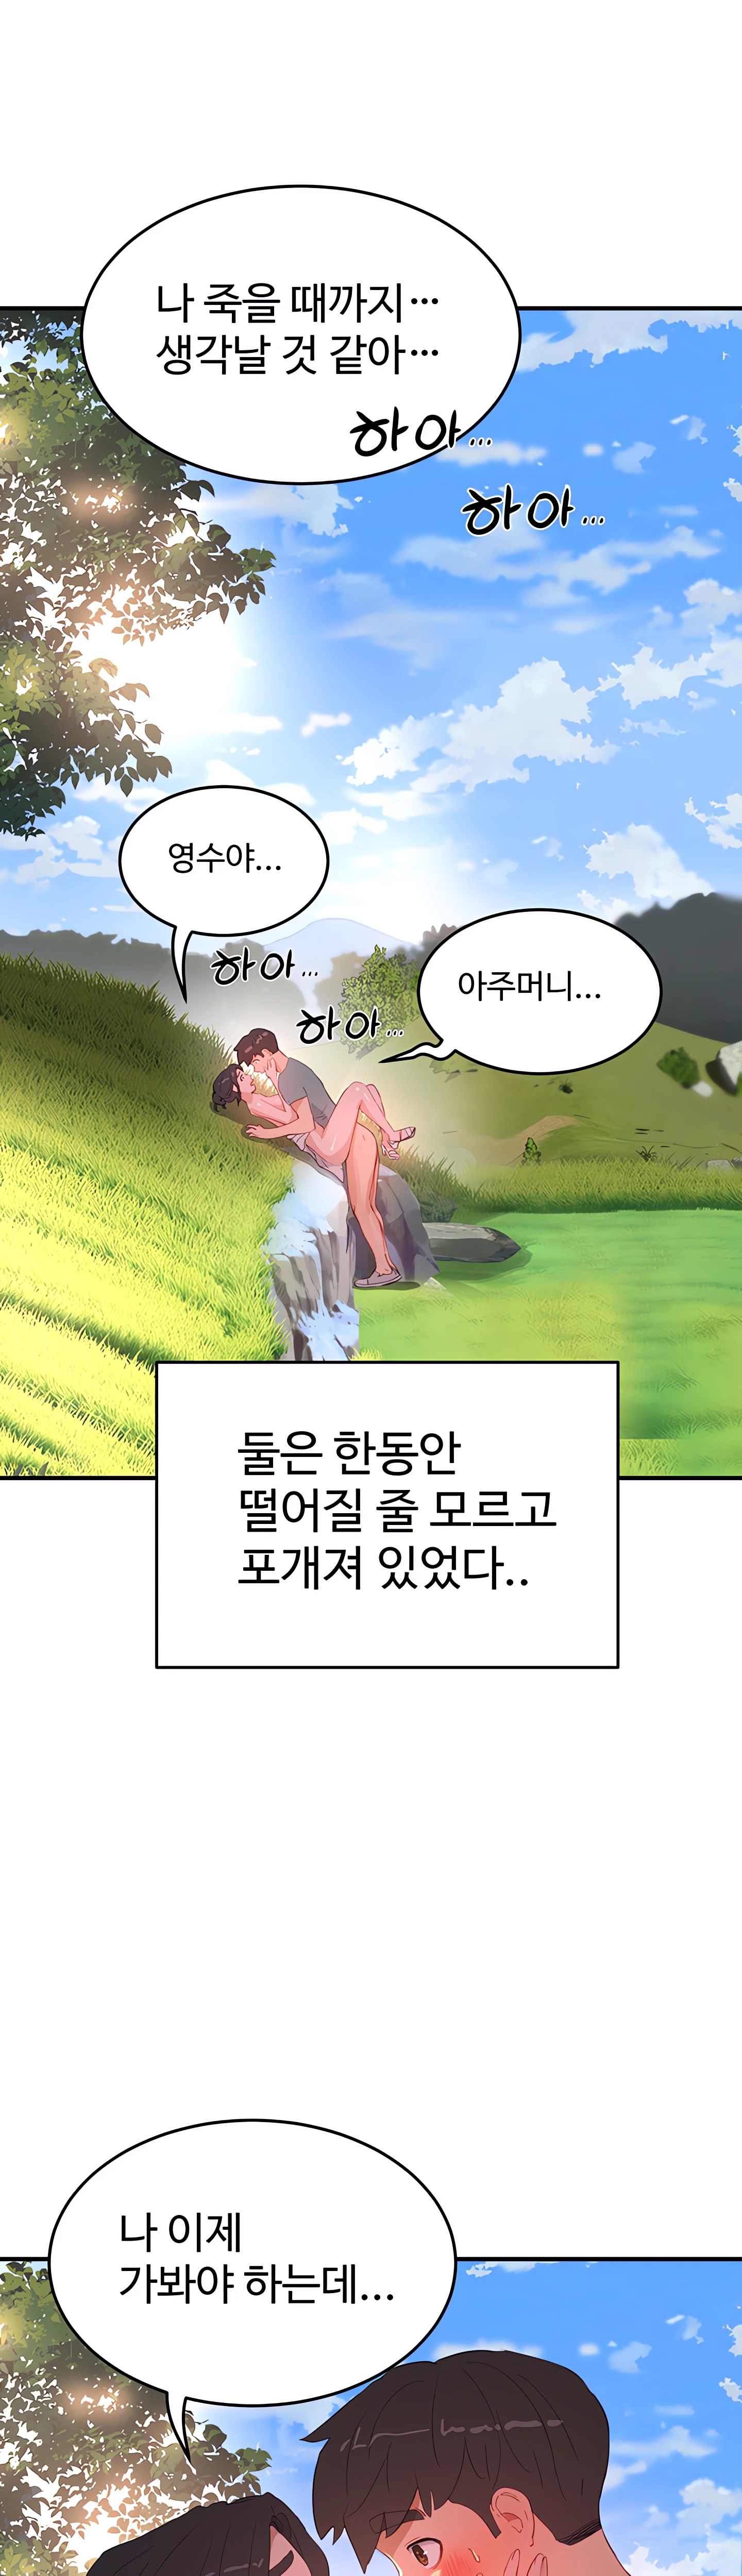 나 죽을 때까지…
생각날 것 같아…
하아...
하아...
영수야...
하아...
아주머니...
하아...
둘은 한동안
떨어질 줄 모르고
포개져 있었다..
나 이제
가봐야 하는데...